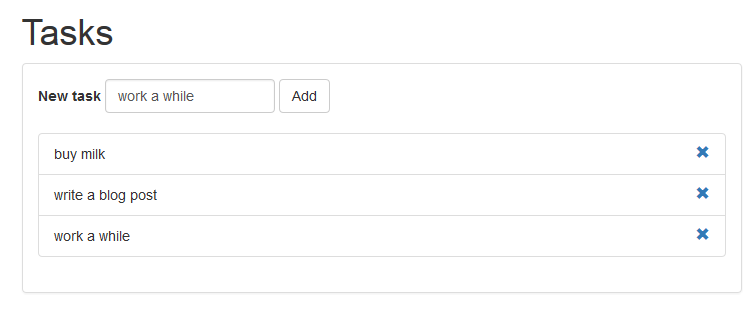 Tasks
New task work a while Add
buy milk
write a blog post
work a while